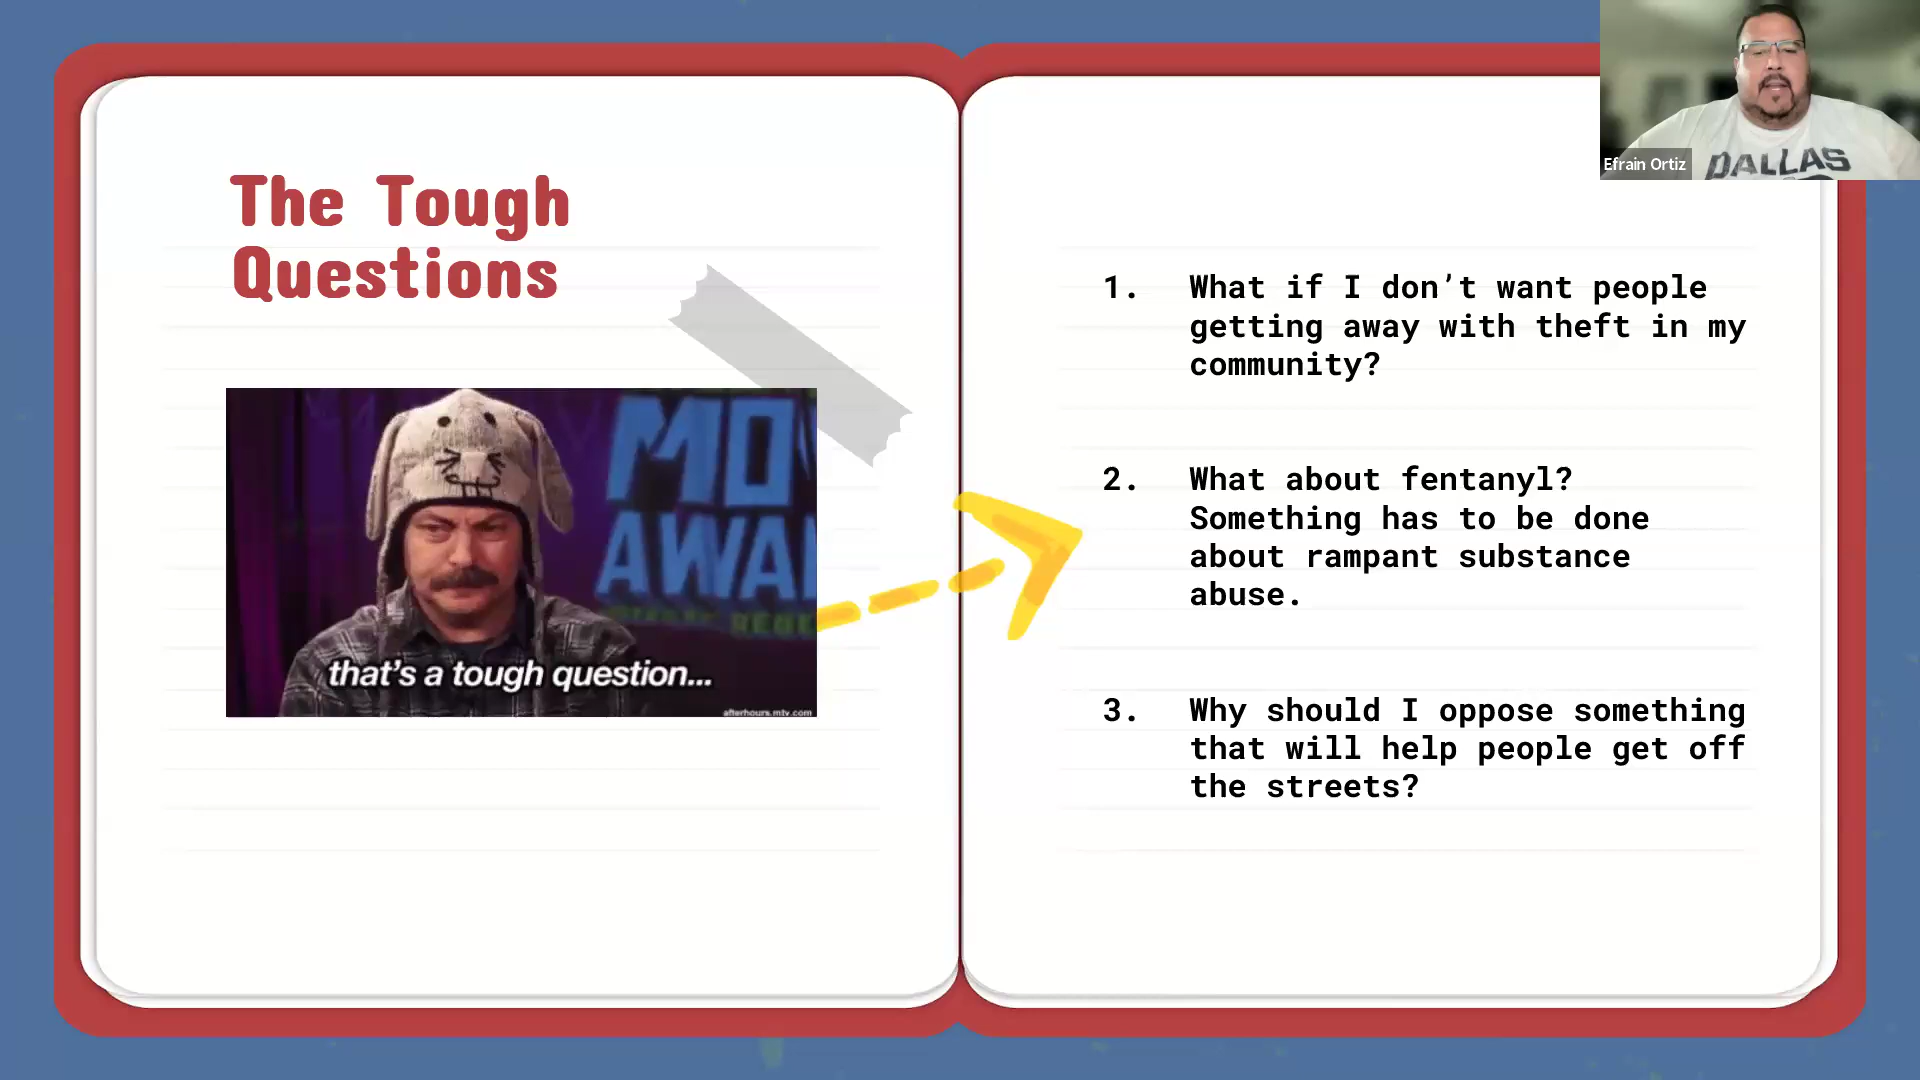 The Tough
Questions
MO
AWA
that's a tough question...
afterhours.mtv.com
1. What if I don’t want people
getting away with theft in my
community?
2. What about fentanyl?
Something has to be done
about rampant substance
abuse.
3. Why should I oppose something
that will help people get off
the streets?
Efrain Ortiz
DALLAS